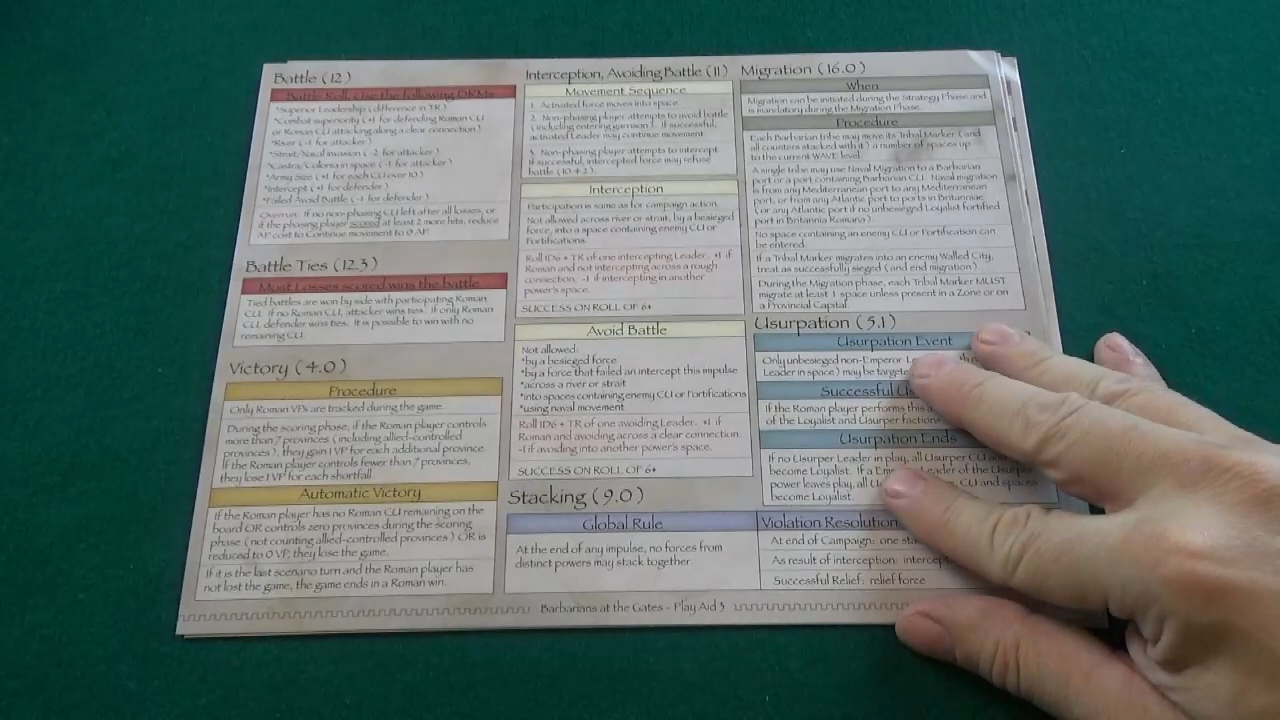 Battle (12)
Battle Roll, Use the following DRMs
*Superior Leadership (difference in TR)
*Combat superiority (+1 for defending Roman CU
or Roman CU attacking along a clear connection)
*River (-1 for attacker)
*Strait/Naval invasion (-2 for attacker)
*Castra/Colonia in space (-1 for attacker)
*Army Size (+1 for each CU over 10)
*Intercept (+1 for defender)
*Failed Avoid Battle (-1 for defender)
Overrun: If no non-phasing CU left after all losses, or
if the phasing player scored at least 2 more hits, reduce
AP cost to Continue movement to 0 AP.
Battle Ties (12.3)
Most Losses scored wins the battle
Tied battles are won by side with participating Roman
CU. If no Roman CU, attacker wins ties. If only Roman
CU, defender wins ties. It is possible to win with no
remaining CU.
Victory (4.0)
Procedure
Only Roman VPs are tracked during the game.
During the scoring phase, if the Roman player controls
more than 7 provinces (including allied-controlled
provinces), they gain 1 VP for each additional province.
If the Roman player controls fewer than 7 provinces,
they lose 1 VP for each shortfall.
Automatic Victory
If the Roman player has no Roman CU remaining on the
board OR controls zero provinces during the scoring
phase (not counting allied-controlled provinces) OR is
reduced to 0 VP, they lose the game.
If it is the last scenario turn and the Roman player has
not lost the game, the game ends in a Roman win.
Interception, Avoiding Battle (11)
Movement Sequence
1. Activated force moves into space.
2. Non-phasing player attempts to avoid battle
(including entering garrison). If successful,
activated Leader may continue movement.
3. Non-phasing player attempts to intercept.
If successful, intercepted force may refuse
battle (10.4.2).
Interception
Participation is same for campaign action.
Not allowed across river or strait, by a besieged
force, into a space containing enemy CU or
Fortifications.
Roll 1D6 + TR of one intercepting Leader. +1 if
Roman and not intercepting across a rough
connection. -1 if intercepting in another
power's space.
SUCCESS ON ROLL OF 6+
Avoid Battle
Not allowed:
*by a besieged force
*by a force that failed an intercept this impulse
*across a river or strait
*into spaces containing enemy CU or Fortifications
*using naval movement
Roll 1D6 + TR of one avoiding Leader. +1 if
Roman and avoiding across a clear connection.
-1 if avoiding into another power's space.
SUCCESS ON ROLL OF 6+
Migration (16.0)
When
Migration can be initiated during the Strategy Phase and
is mandatory during the Migration Phase.
Procedure
Each Barbarian tribe may move its Tribal Marker (and
all counters stacked with it) a number of spaces up
to the current WAVE level.
A single tribe may use Naval Migration to a Barbarian
port or a port containing Barbarian CU. Naval migration
is from any Mediterranean port to any Mediterranean
port, or from any Atlantic port to ports in Britanniae
(or any Atlantic port if no unbesieged Loyalist fortified
port in Britannia Romana).
No space containing an enemy CU or Fortification can
be entered.
If a Tribal Marker migrates into an enemy Walled City,
treat as successfully sieged (and end migration).
During the Migration phase, each Tribal Marker MUST
migrate at least 1 space unless present in a Zone or on
a Provincial Capital.
Usurpation (5.1)
Usurpation Event
Only unbesieged non-Emperor
Leader in space) may be targete
Successful Us
If the Roman player performs this a
of the Loyalist and Usurper factions
Usurpation Ends
If no Usurper Leader in play, all Usurper CU and
become Loyalist. If a Em Leader of the Usurper
power leaves play, all U CU and spaces
become Loyalist.
Stacking (9.0)
Global Rule
At the end of any impulse, no forces from
distinct powers may stack together.
Violation Resolution
At end of Campaign: one sta
As result of interception: intercep
Successful Relief: relief force
Barbarians at the Gates - Play Aid 3